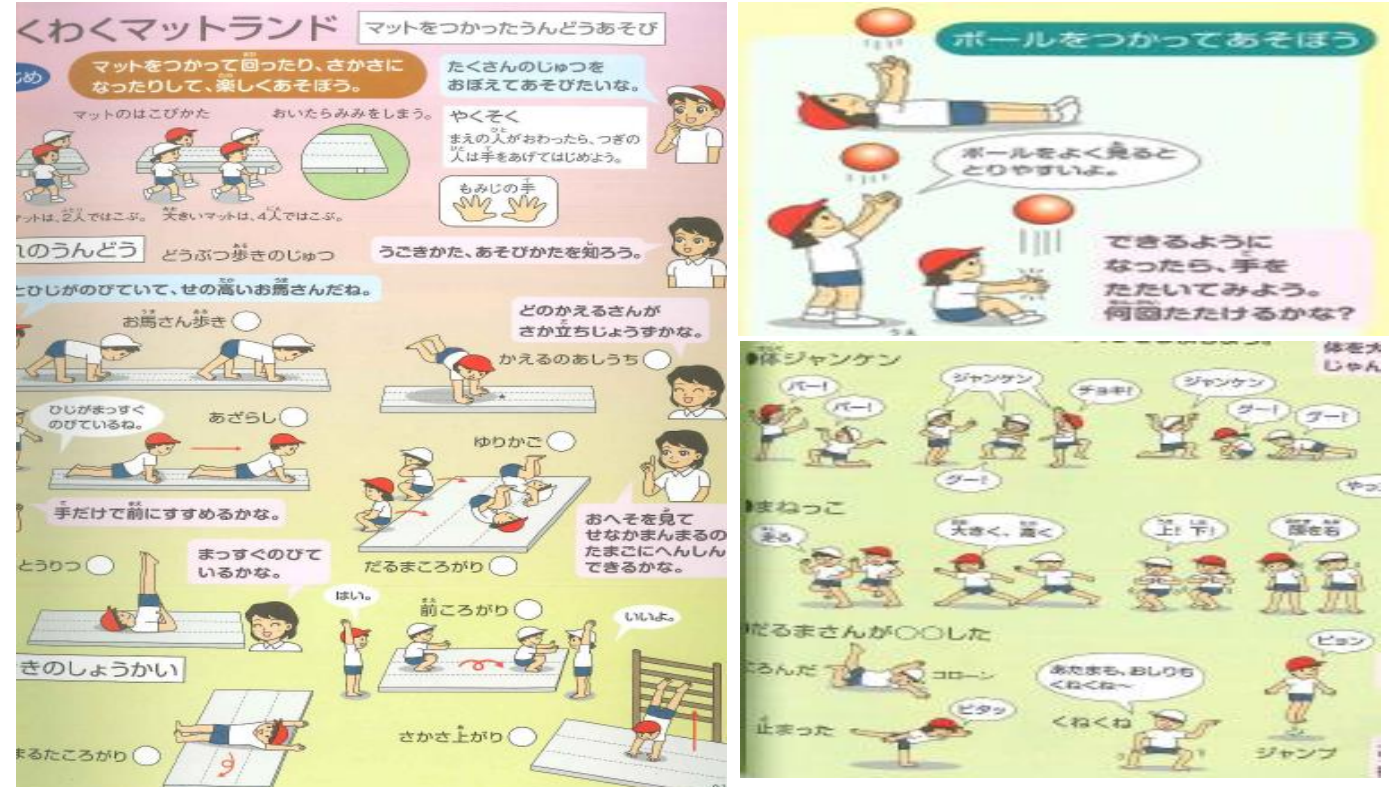 くわくマットランド
マットをつかったうんどうあそび
じめ
マットをつかって回ったり、さかさに
なったりして、楽しくあそぼう。
たくさんのじゅつを
おぼえてあそびたいな。
マットのはこびかた
おいたらみみをしまう。
やくそく
まえの人がおわったら、つぎの
人は手をあげてはじめよう。
もみじの手
マットは、2人ではこぶ。
大きいマットは、4人ではこぶ。
れのうんどう
どうぶつ歩きのじゅつ
うごきかた、あそびかたを知ろう。
とひじがのびていて、せの高いお馬さんだね。
お馬さん歩き
どのかえるさんが
さか立ちじょうずかな。
かえるのあしうち
ひじがまっすぐ
のびているね。
あざらし
ゆりかご
手だけで前にすすめるかな。
おへそを見て
せなかまんまるの
たまごにへんしん
できるかな。
とうりつ
まっすぐのびて
いるかな。
だるまころがり
はい。
前ころがり
いいよ。
きのしょうかい
まるたころがり
さかさ上がり
ボールをつかってあそぼう
ボールをよく見ると
とりやすいよ。
できるように
なったら、手を
たたいてみよう。
何回たたけるかな?
体ジャンケン
体を大
じゃん
パー!
パー!
ジャンケン
グー!
チョキ!
ジャンケン
グー!
グー!
やっ
まねっこ
走る
大きく、高く
上!下!
腰を右
だるまさんが○○した
ころんだ
コローン
あたまも、おしりも
くねくね〜
ピョン
止まった
ピタッ
くねくね
ジャンプ